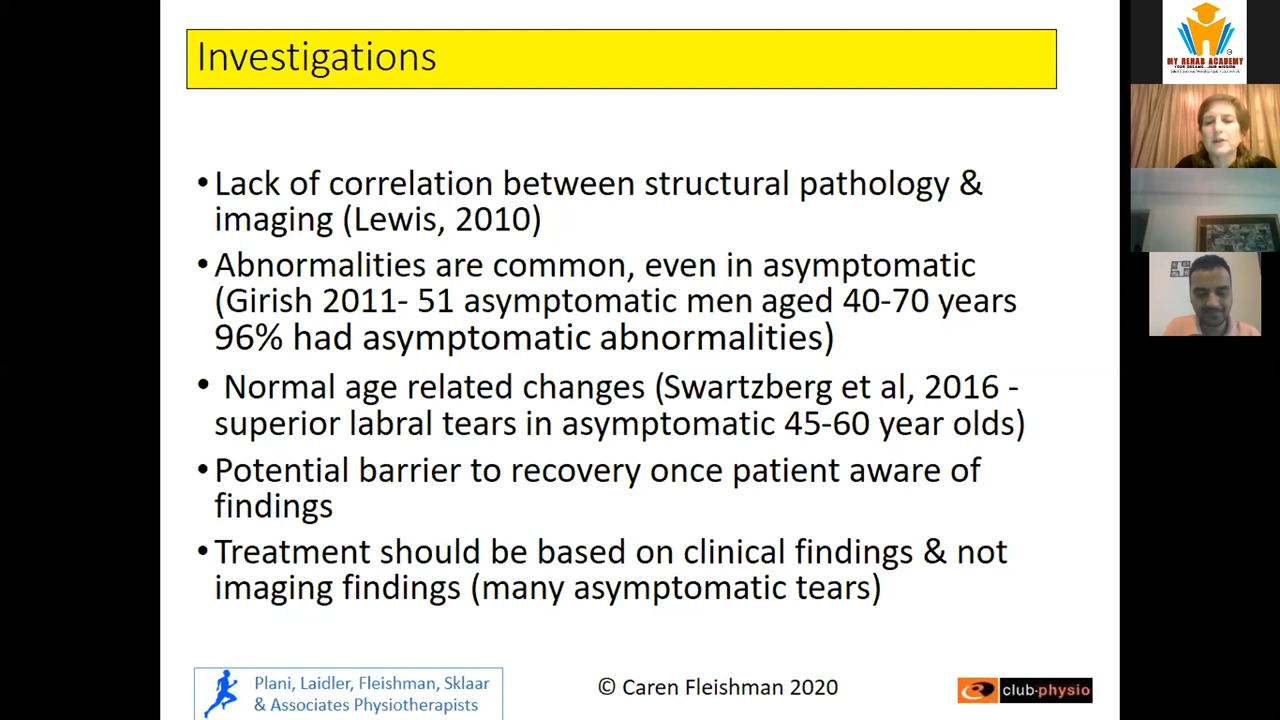 Investigations
• Lack of correlation between structural pathology &
imaging (Lewis, 2010)
• Abnormalities are common, even in asymptomatic
(Girish 2011- 51 asymptomatic men aged 40-70 years
96% had asymptomatic abnormalities)
• Normal age related changes (Swartzberg et al, 2016 -
superior labral tears in asymptomatic 45-60 year olds)
• Potential barrier to recovery once patient aware of
findings
• Treatment should be based on clinical findings & not
imaging findings (many asymptomatic tears)
Plani, Laidler, Fleishman, Sklaar
& Associates Physiotherapists
© Caren Fleishman 2020
club-physio
MY REHAB ACADEMY
YOUR DREAMS...OUR MISSION